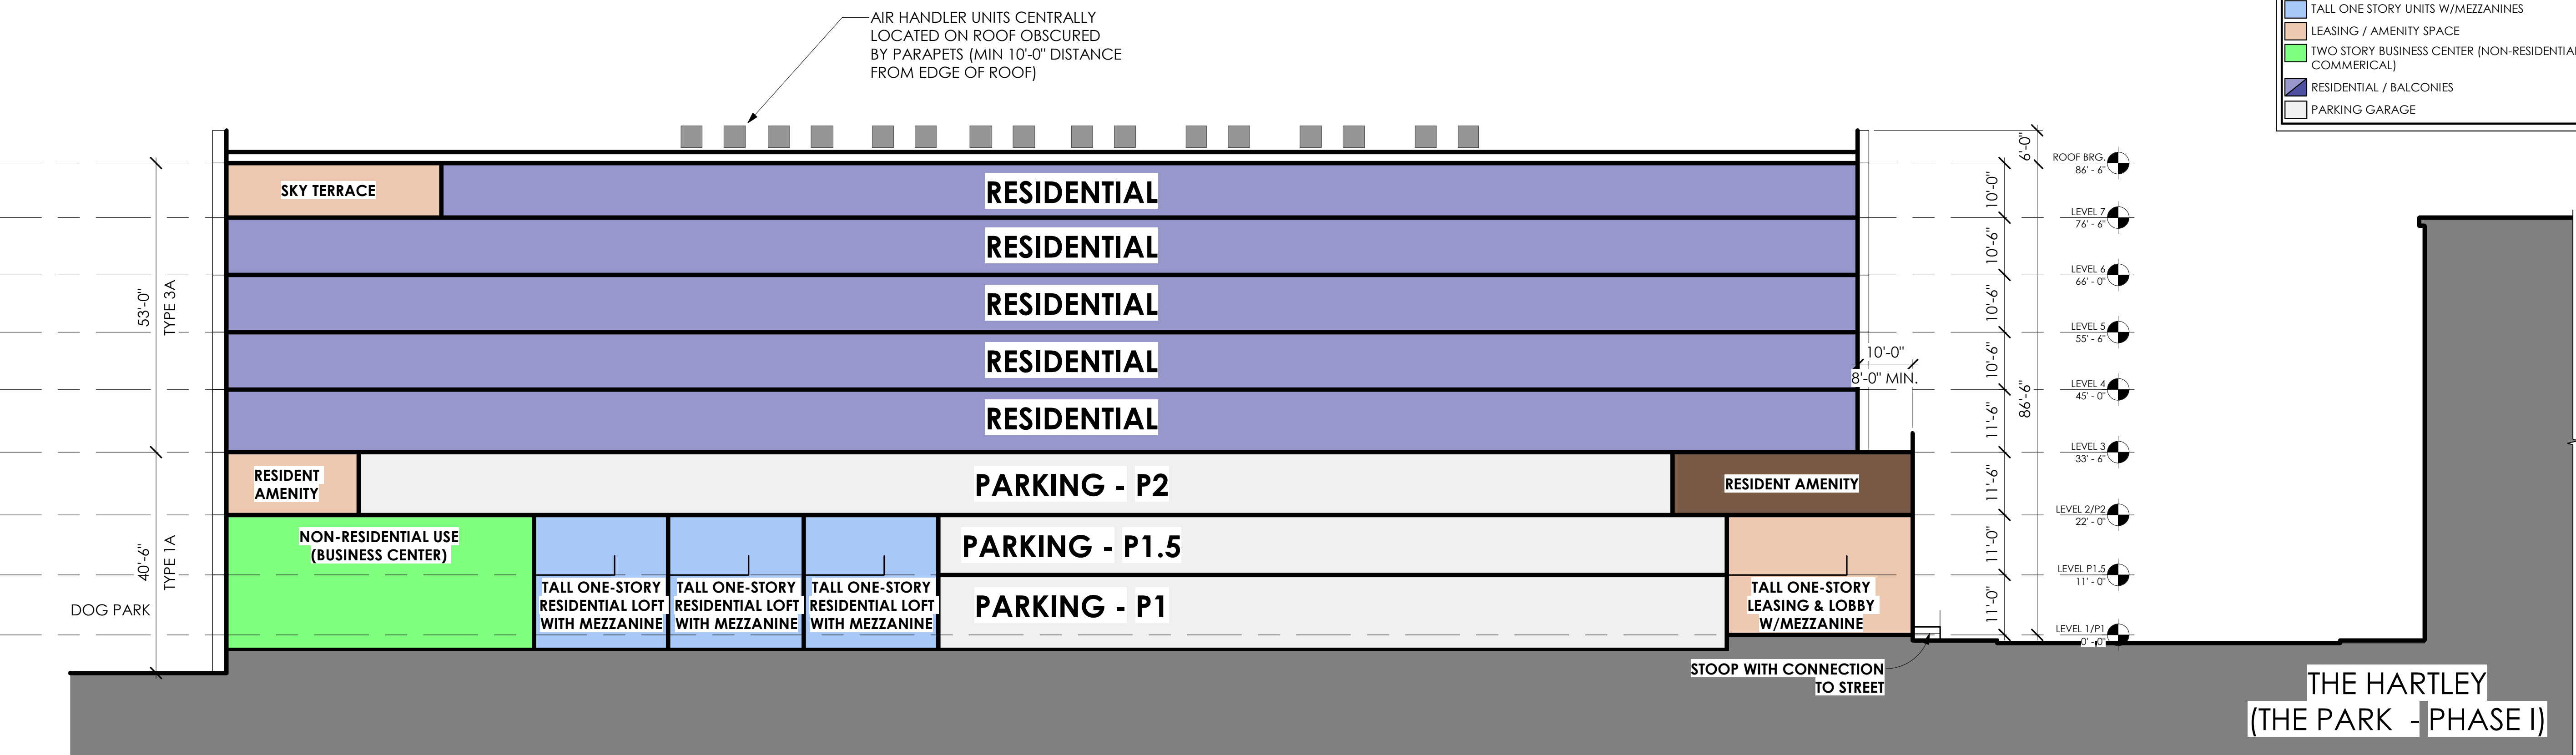 AIR HANDLER UNITS CENTRALLY
LOCATED ON ROOF OBSCURED
BY PARAPETS (MIN 10'-0" DISTANCE
FROM EDGE OF ROOF)
TALL ONE STORY UNITS W/MEZZANINES
LEASING / AMENITY SPACE
TWO STORY BUSINESS CENTER (NON-RESIDENTIAL
COMMERICAL)
RESIDENTIAL / BALCONIES
PARKING GARAGE
SKY TERRACE
RESIDENTIAL
RESIDENTIAL
RESIDENTIAL
RESIDENTIAL
RESIDENTIAL
RESIDENT
AMENITY
PARKING - P2
RESIDENT AMENITY
NON-RESIDENTIAL USE
(BUSINESS CENTER)
PARKING - P1.5
PARKING - P1
TALL ONE-STORY
RESIDENTIAL LOFT
WITH MEZZANINE
TALL ONE-STORY
RESIDENTIAL LOFT
WITH MEZZANINE
TALL ONE-STORY
RESIDENTIAL LOFT
WITH MEZZANINE
TALL ONE-STORY
LEASING & LOBBY
W/MEZZANINE
STOOP WITH CONNECTION
TO STREET
DOG PARK
53'-0"
TYPE 3A
40'-6"
TYPE 1A
10'-0"
8'-0" MIN.
6'-0"
86'-6"
10'-0"
10'-6"
10'-6"
10'-6"
11'-6"
11'-6"
11'-0"
11'-0"
ROOF BRG.
86' - 6"
LEVEL 7
76' - 6"
LEVEL 6
66' - 0"
LEVEL 5
55' - 6"
LEVEL 4
45' - 0"
LEVEL 3
33' - 6"
LEVEL 2/P2
22' - 0"
LEVEL P1.5
11' - 0"
LEVEL 1/P1
0' - 0"
THE HARTLEY
(THE PARK - PHASE I)